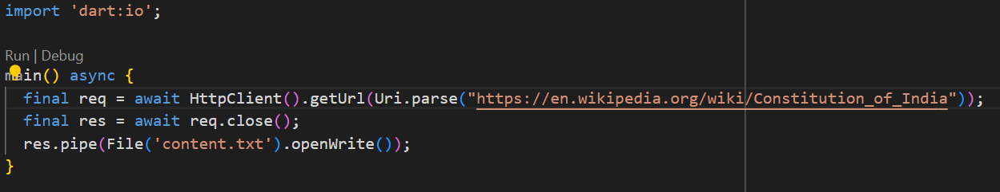 import 'dart:io';
Run | Debug
main() async {
final req = await HttpClient().getUrl(Uri.parse("https://en.wikipedia.org/wiki/Constitution_of_India"));
final res = await req.close();
res.pipe(File('content.txt').openWrite());
}